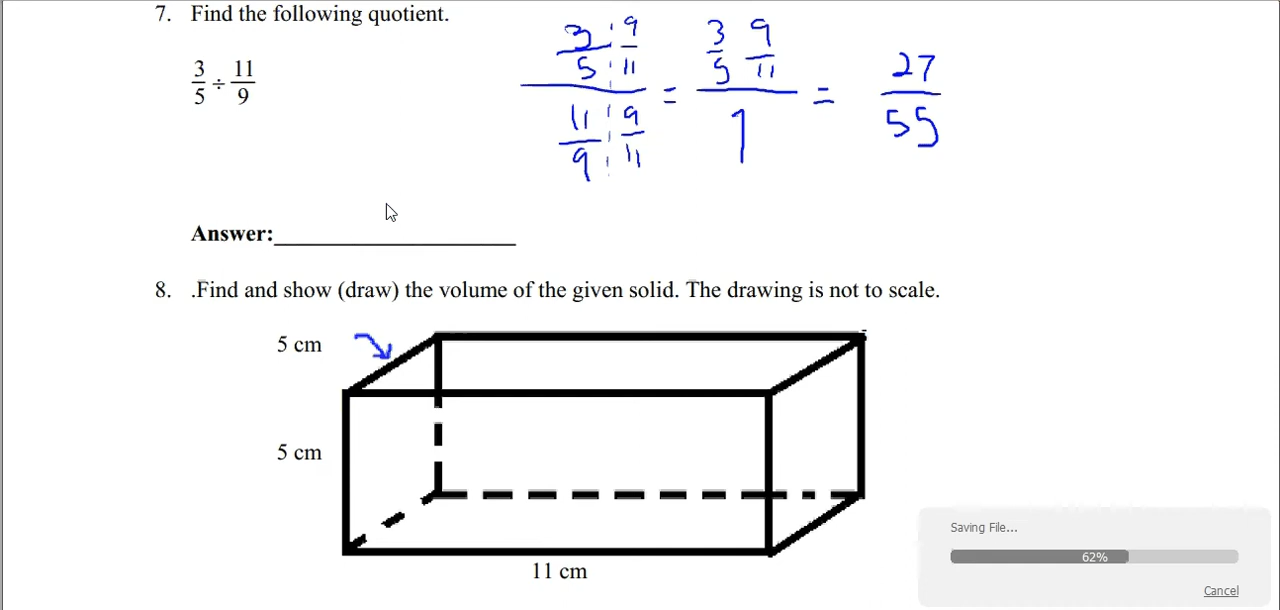 7. Find the following quotient.
3/5 ÷ 11/9
3/5 9/11 / 11/9 9/11 = 3/5 9/11 / 1 = 27/55
Answer:____________________
8. .Find and show (draw) the volume of the given solid. The drawing is not to scale.
5 cm
5 cm
11 cm
Saving File...
62%
Cancel